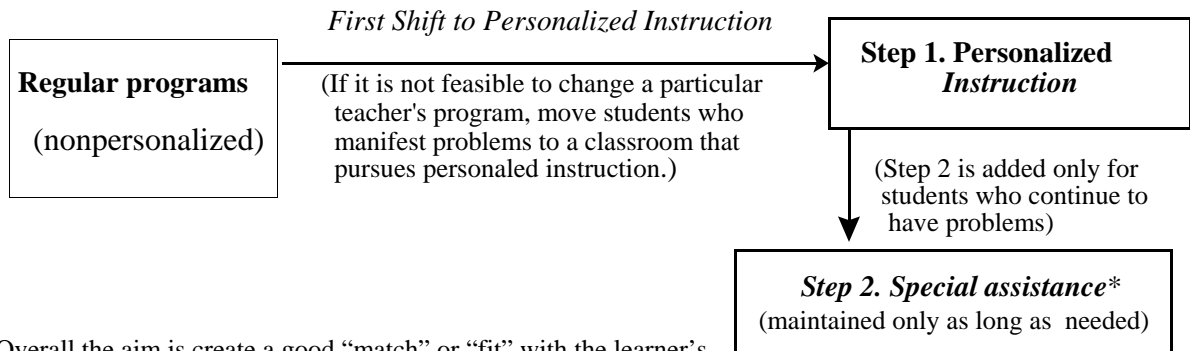 First Shift to Personalized Instruction
Regular programs
(nonpersonalized)
(If it is not feasible to change a particular
teacher's program, move students who
manifest problems to a classroom that
pursues personaled instruction.)
Step 1. Personalized
Instruction
(Step 2 is added only for
students who continue to
have problems)
Step 2. Special assistance*
(maintained only as long as needed)
Overall the aim is create a good “match” or “fit” with the learner’s